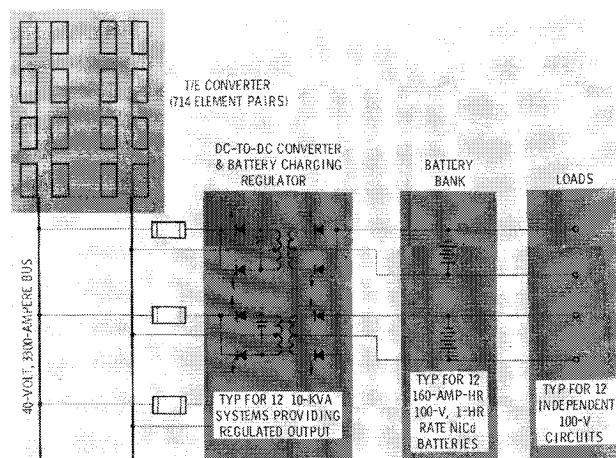 T/E CONVERTER
(714 ELEMENT PAIRS)
DC-TO-DC CONVERTER
& BATTERY CHARGING
REGULATOR
BATTERY
BANK
LOADS
40-VOLT, 3300-AMPERE BUS
TYP FOR 12 10-KVA
SYSTEMS PROVIDING
REGULATED OUTPUT
TYP FOR 12
160-AMP-HR
100-V, 1-HR
RATE NiCd
BATTERIES
TYP FOR 12
INDEPENDENT
100-V
CIRCUITS